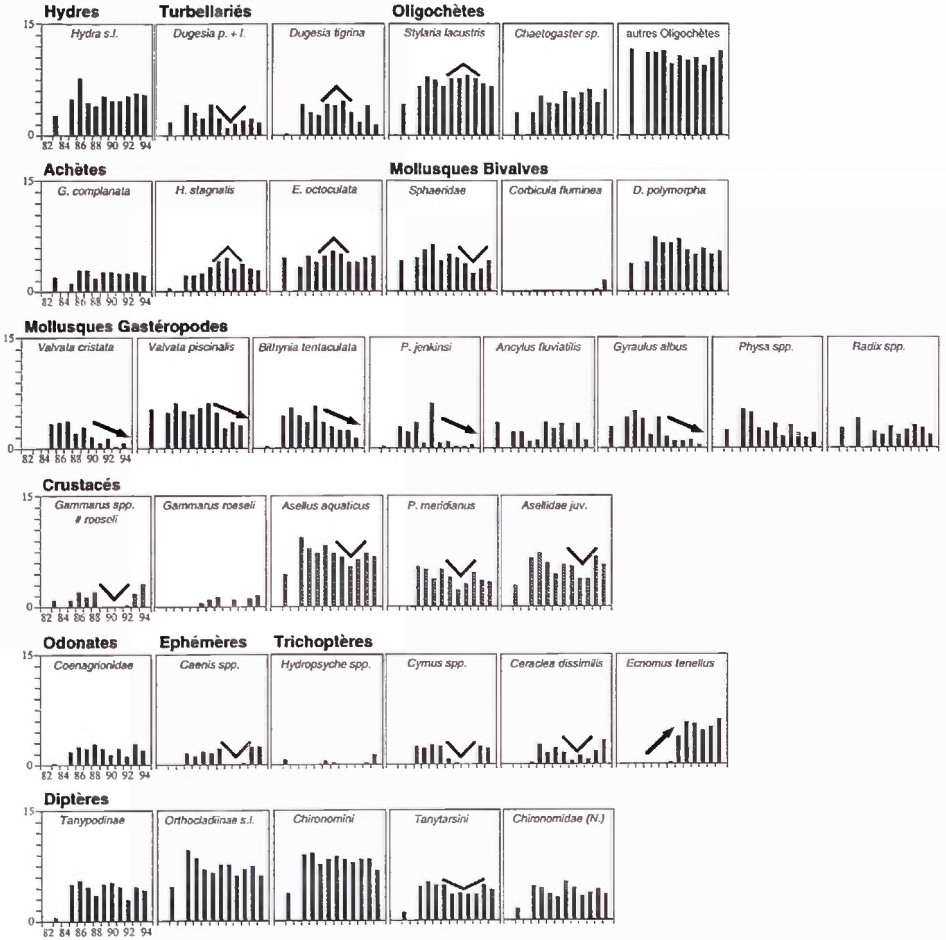 Hydres Turbellariés Oligochètes
15
Hydra s.l. Dugesia p. + l. Dugesia tigrina Stylaria lacustris Chaetogaster sp. autres Oligochètes
0
82 84 86 88 90 92 94
Achètes Mollusques Bivalves
15
G. complanata H. stagnalis E. octoculata Sphaeridae Corbicula fluminea D. polymorpha
0
82 84 86 88 90 92 94
Mollusques Gastéropodes
15
Valvata cristata Valvata piscinalis Bithynia tentaculata P. jenkinsi Ancylus fluviatilis Gyraulus albus Physa spp. Radix spp.
0
82 84 86 88 90 92 94
Crustacés
15
Gammarus spp. Gammarus roeseli Asellus aquaticus P. meridianus Asellidae juv.
# roeseli
0
82 84 86 88 90 92 94
Odonates Ephémères Trichoptères
15
Coenagrionidae Caenis spp. Hydropsyche spp. Cyrnus spp. Ceraclea dissimilis Ecnomus tenellus
0
82 84 86 88 90 92 94
Diptères
15
Tanypodinae Orthocladiinae s.l. Chironomini Tanytarsini Chironomidae (N.)
0
82 84 86 88 90 92 94